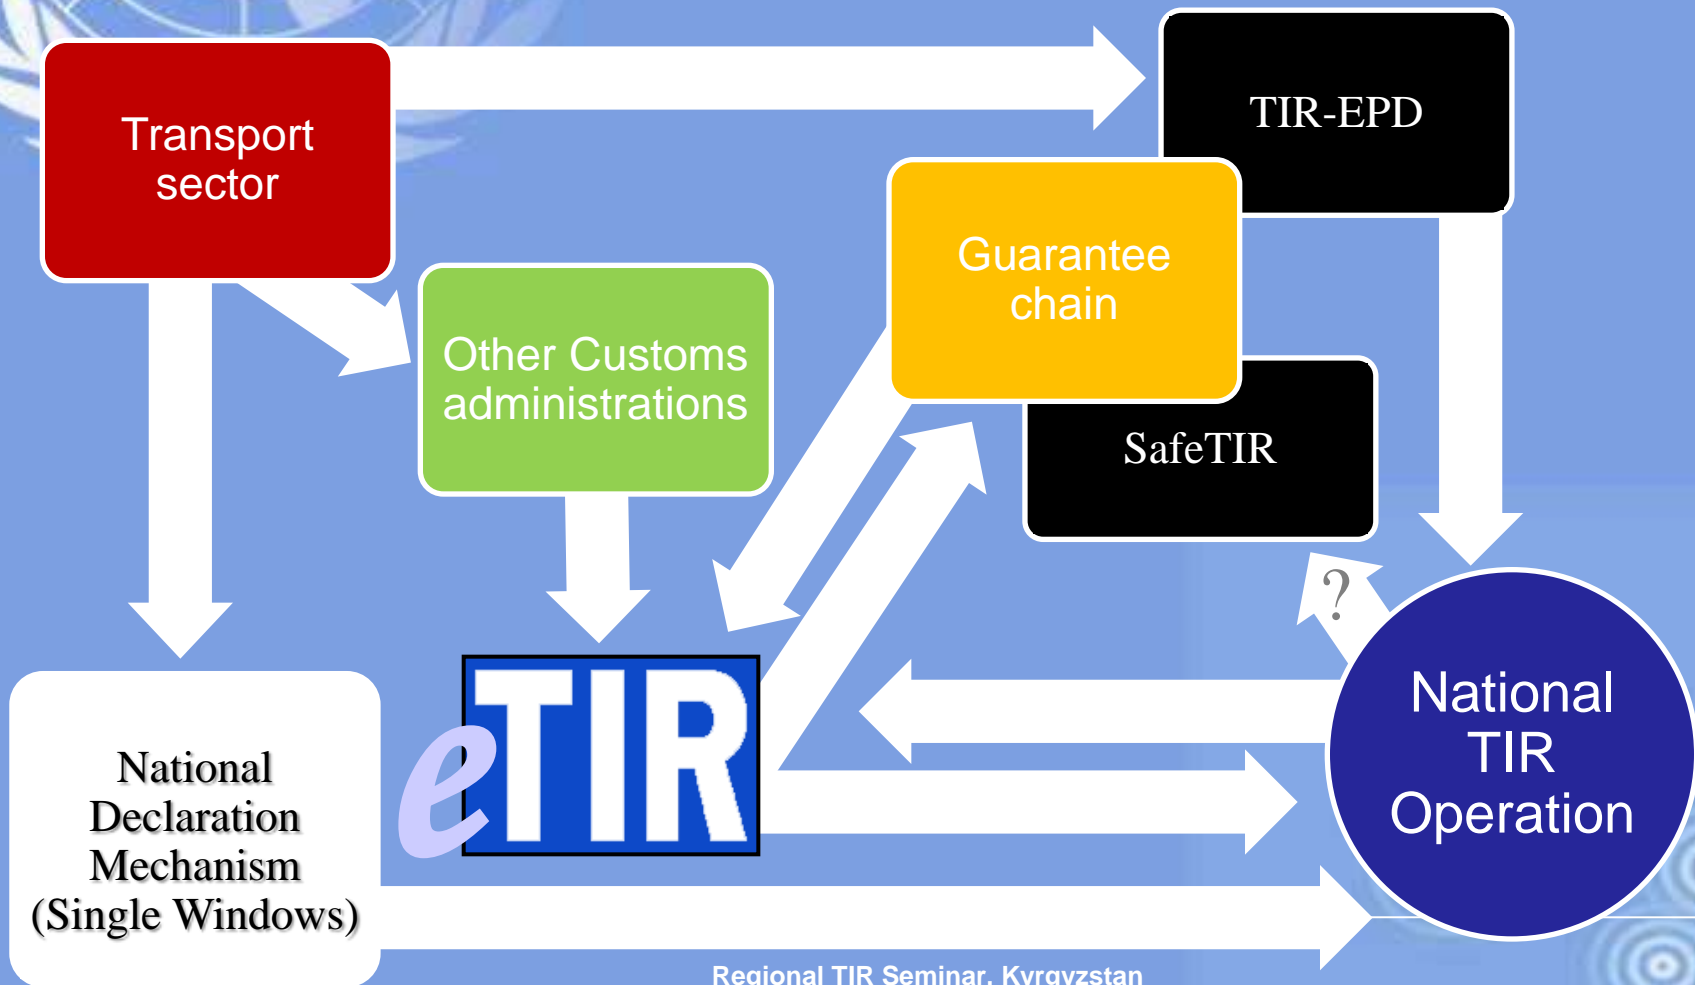 Transport
sector
TIR-EPD
Guarantee
chain
Other Customs
administrations
SafeTIR
?
National
TIR
Operation
eTIR
National
Declaration
Mechanism
(Single Windows)
Regional TIR Seminar, Kyrgyzstan